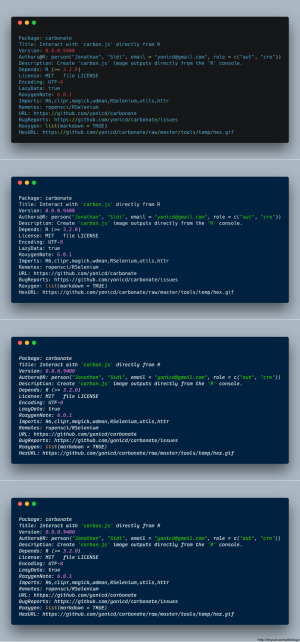 Package: carbonate
Title: Interact with 'carbon.js' directly from R
Version: 0.0.0.9400
Authors@R: person("Jonathan", "Sidi", email = "yonicd@gmail.com", role = c("aut", "cre"))
Description: Create 'carbon.js' image outputs directly from the 'R' console.
Depends: R (>= 3.2.0)
License: MIT file LICENSE
Encoding: UTF-8
LazyData: true
RoxygenNote: 6.0.1
Imports: R6,clipr,magick,wdman,RSelenium,utils,httr
Remotes: ropensci/RSelenium
URL: https://github.com/yonicd/carbonate
BugReports: https://github.com/yonicd/carbonate/issues
Roxygen: list(markdown = TRUE)
HexURL: https://github.com/yonicd/carbonate/raw/master/tools/temp/hex.gif
Package: carbonate
Title: Interact with 'carbon.js' directly from R
Version: 0.0.0.9400
Authors@R: person("Jonathan", "Sidi", email = "yonicd@gmail.com", role = c("aut", "cre"))
Description: Create 'carbon.js' image outputs directly from the 'R' console.
Depends: R (>= 3.2.0)
License: MIT file LICENSE
Encoding: UTF-8
LazyData: true
RoxygenNote: 6.0.1
Imports: R6,clipr,magick,wdman,RSelenium,utils,httr
Remotes: ropensci/RSelenium
URL: https://github.com/yonicd/carbonate
BugReports: https://github.com/yonicd/carbonate/issues
Roxygen: list(markdown = TRUE)
HexURL: https://github.com/yonicd/carbonate/raw/master/tools/temp/hex.gif
Package: carbonate
Title: Interact with 'carbon.js' directly from R
Version: 0.0.0.9400
Authors@R: person("Jonathan", "Sidi", email = "yonicd@gmail.com", role = c("aut", "cre"))
Description: Create 'carbon.js' image outputs directly from the 'R' console.
Depends: R (>= 3.2.0)
License: MIT file LICENSE
Encoding: UTF-8
LazyData: true
RoxygenNote: 6.0.1
Imports: R6,clipr,magick,wdman,RSelenium,utils,httr
Remotes: ropensci/RSelenium
URL: https://github.com/yonicd/carbonate
BugReports: https://github.com/yonicd/carbonate/issues
Roxygen: list(markdown = TRUE)
HexURL: https://github.com/yonicd/carbonate/raw/master/tools/temp/hex.gif
Package: carbonate
Title: Interact with 'carbon.js' directly from R
Version: 0.0.0.9400
Authors@R: person("Jonathan", "Sidi", email = "yonicd@gmail.com", role = c("aut", "cre"))
Description: Create 'carbon.js' image outputs directly from the 'R' console.
Depends: R (>= 3.2.0)
License: MIT file LICENSE
Encoding: UTF-8
LazyData: true
RoxygenNote: 6.0.1
Imports: R6,clipr,magick,wdman,RSelenium,utils,httr
Remotes: ropensci/RSelenium
URL: https://github.com/yonicd/carbonate
BugReports: https://github.com/yonicd/carbonate/issues
Roxygen: list(markdown = TRUE)
HexURL: https://github.com/yonicd/carbonate/raw/master/tools/temp/hex.gif